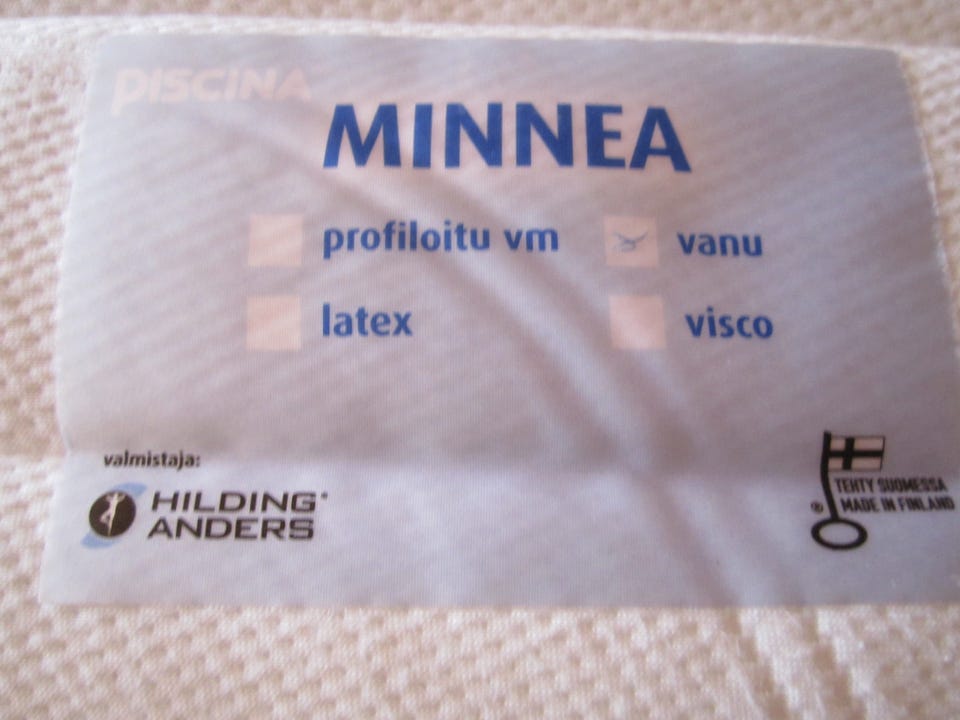 PISCINA
MINNEA
profiloitu vm
vanu
latex
visco
valmistaja:
HILDING®
ANDERS
TEHTY SUOMESSA
® MADE IN FINLAND